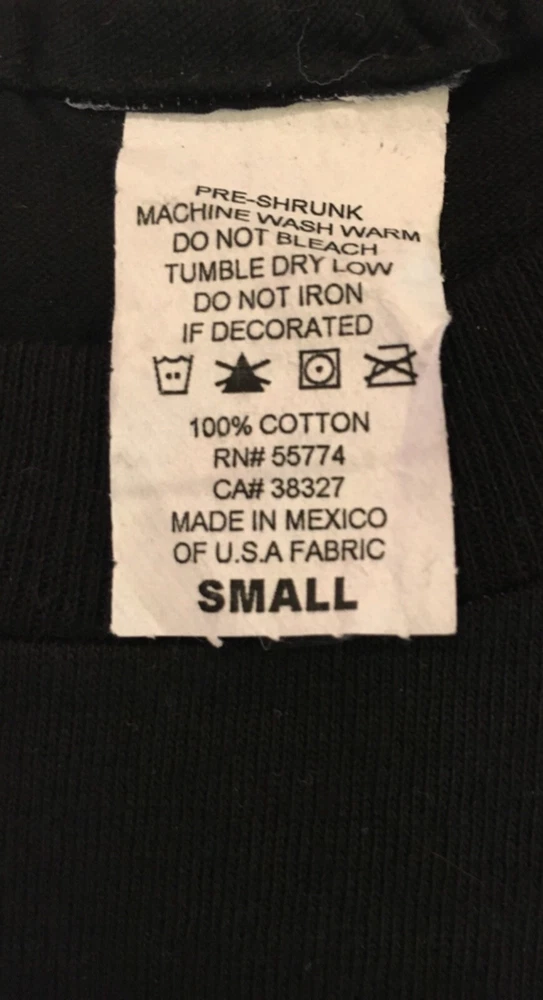 PRE-SHRUNK
MACHINE WASH WARM
DO NOT BLEACH
TUMBLE DRY LOW
DO NOT IRON
IF DECORATED
100% COTTON
RN# 55774
CA# 38327
MADE IN MEXICO
OF U.S.A FABRIC
SMALL